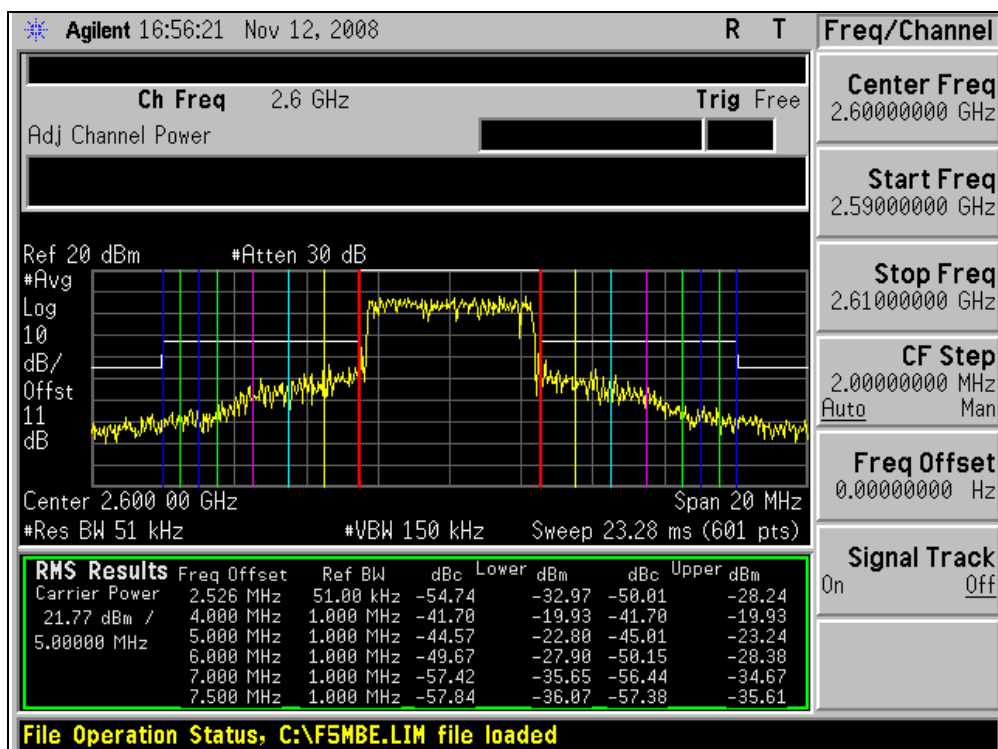 Agilent 16:56:21 Nov 12, 2008 R T
Freq/Channel
Ch Freq 2.6 GHz Trig Free
Adj Channel Power
Center Freq
2.60000000 GHz
Start Freq
2.59000000 GHz
Stop Freq
2.61000000 GHz
CF Step
2.00000000 MHz
Auto Man
Freq Offset
0.00000000 Hz
Signal Track
On Off
Ref 20 dBm #Atten 30 dB
#Avg
Log
10
dB/
Offst
11
dB
Center 2.600 00 GHz Span 20 MHz
#Res BW 51 kHz #VBW 150 kHz Sweep 23.28 ms (601 pts)
RMS Results Freq Offset Ref BW dBc Lower dBm dBc Upper dBm
Carrier Power 2.526 MHz 51.00 kHz -54.74 -32.97 -50.01 -28.24
21.77 dBm / 4.000 MHz 1.000 MHz -41.70 -19.93 -41.70 -19.93
5.00000 MHz 5.000 MHz 1.000 MHz -44.57 -22.80 -45.01 -23.24
6.000 MHz 1.000 MHz -49.67 -27.90 -50.15 -28.38
7.000 MHz 1.000 MHz -57.42 -35.65 -56.44 -34.67
7.500 MHz 1.000 MHz -57.84 -36.07 -57.38 -35.61
File Operation Status, C:\F5MBE.LIM file loaded